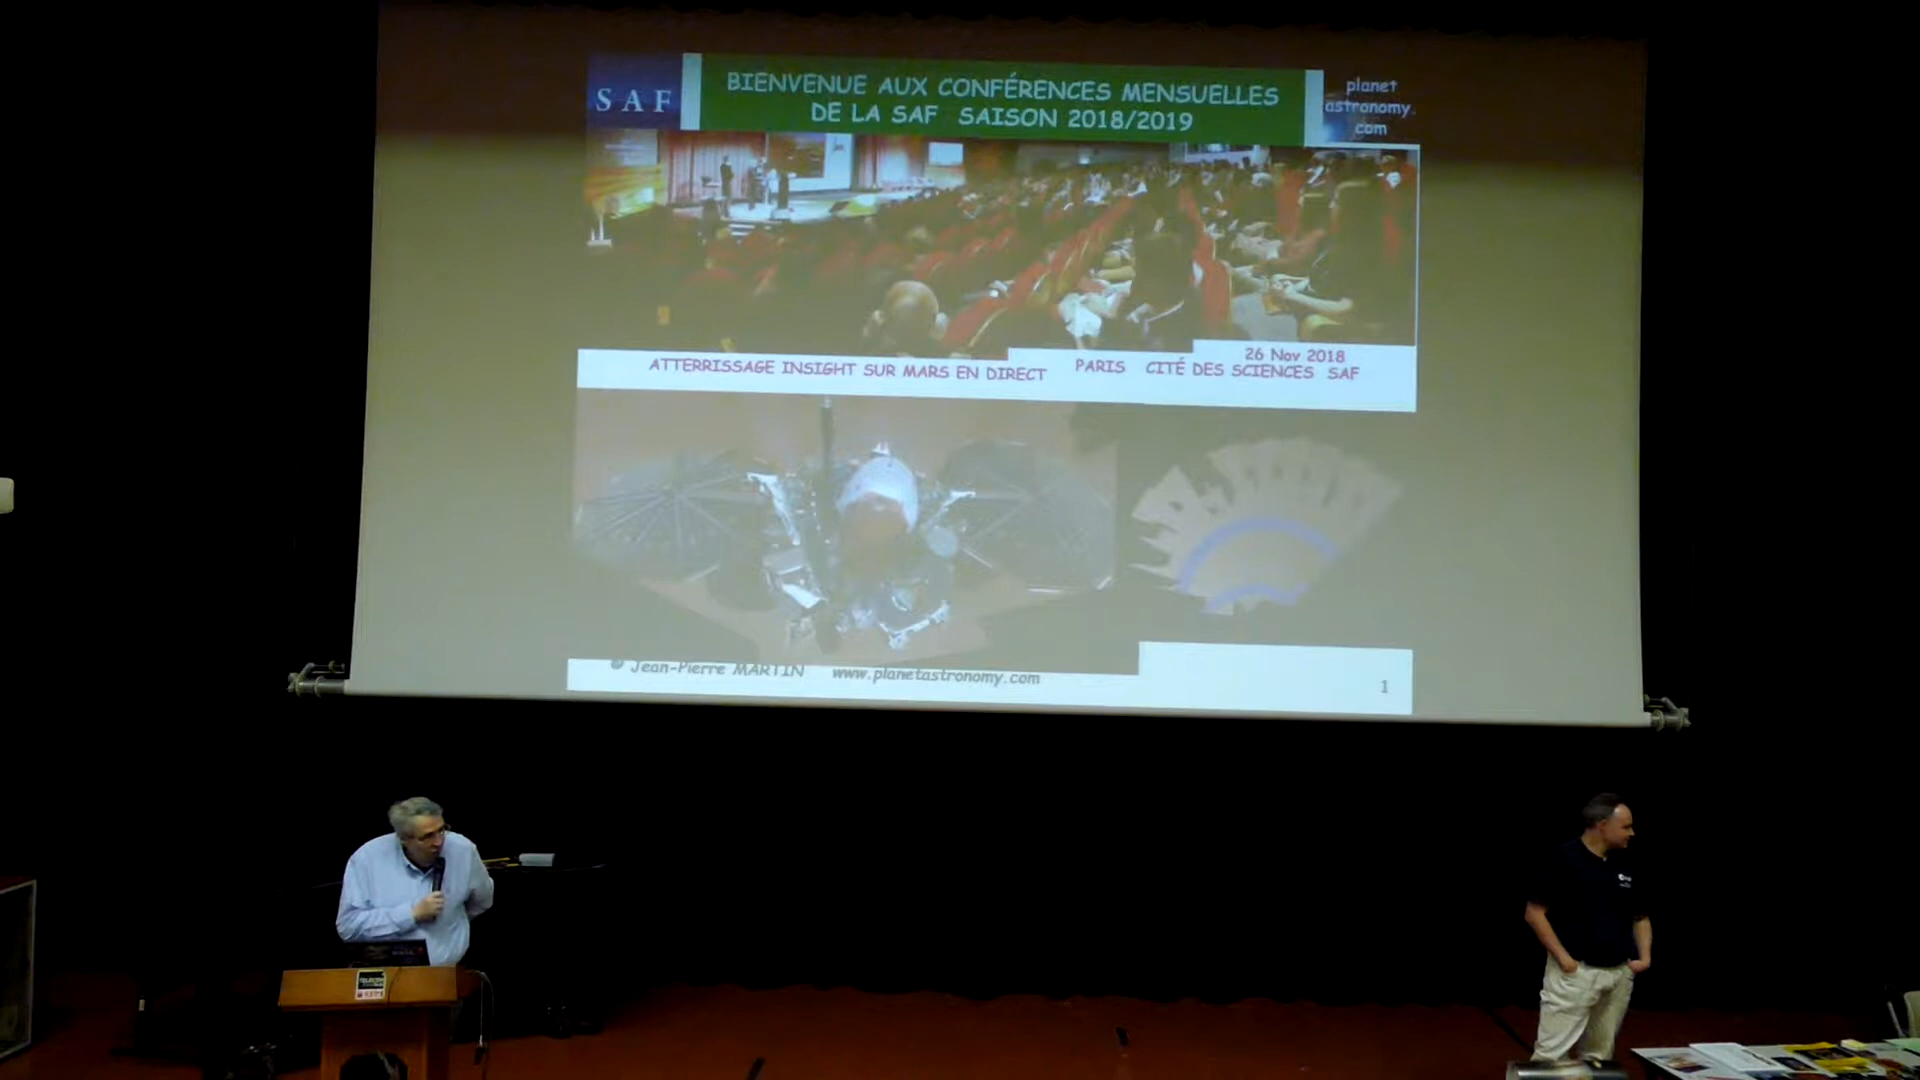 SAF
BIENVENUE AUX CONFÉRENCES MENSUELLES
DE LA SAF SAISON 2018/2019
planet
astronomy.
com
ATTERRISSAGE INSIGHT SUR MARS EN DIRECT
26 Nov 2018
PARIS CITÉ DES SCIENCES SAF
© Jean-Pierre MARTIN www.planetastronomy.com
1